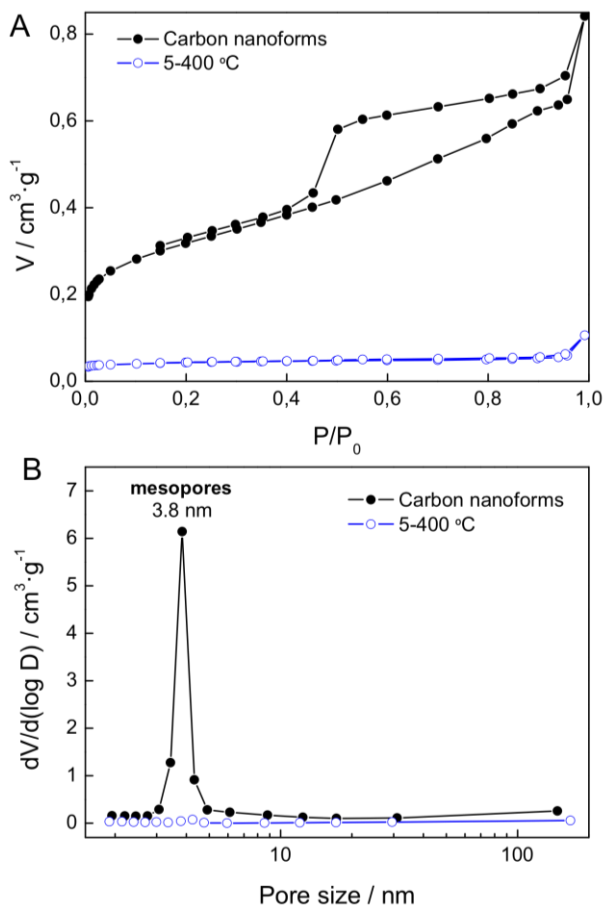 A
Carbon nanoforms
5-400 ºC
V / cm³·g⁻¹
0,8
0,6
0,4
0,2
0,0
0,0 0,2 0,4 0,6 0,8 1,0
P/P₀
B
mesopores
3.8 nm
Carbon nanoforms
5-400 ºC
dV/d(log D) / cm³·g⁻¹
7
6
5
4
3
2
1
0
10 100
Pore size / nm